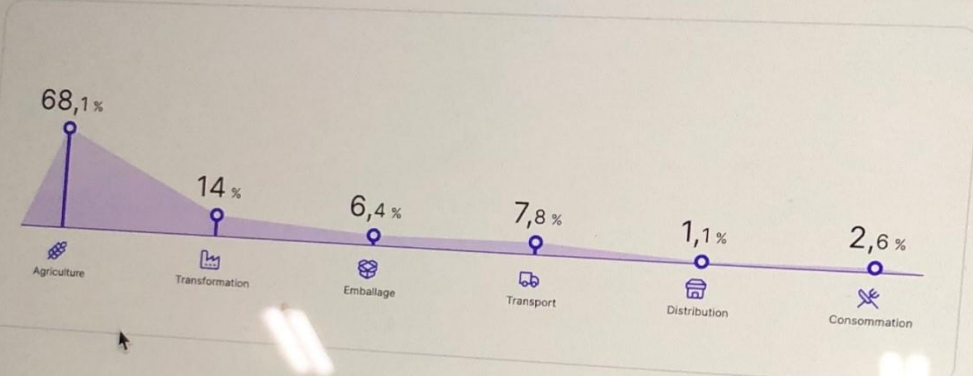 68,1 %
14 %
6,4 %
7,8 %
1,1 %
2,6 %
Agriculture
Transformation
Emballage
Transport
Distribution
Consommation